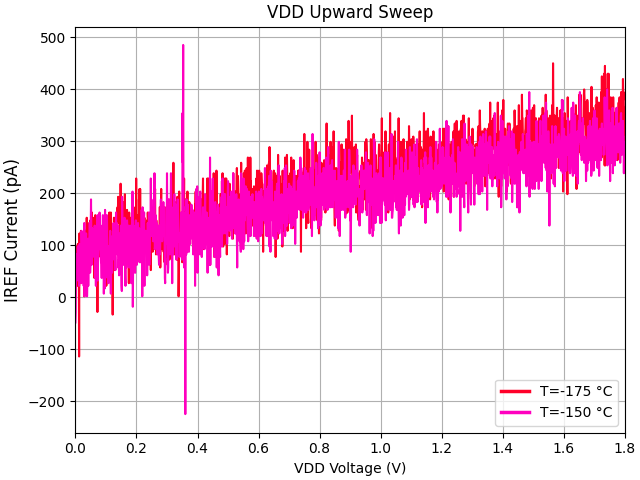 VDD Upward Sweep
IREF Current (pA)
500
400
300
200
100
0
−100
−200
0.0 0.2 0.4 0.6 0.8 1.0 1.2 1.4 1.6 1.8
VDD Voltage (V)
T=-175 °C
T=-150 °C